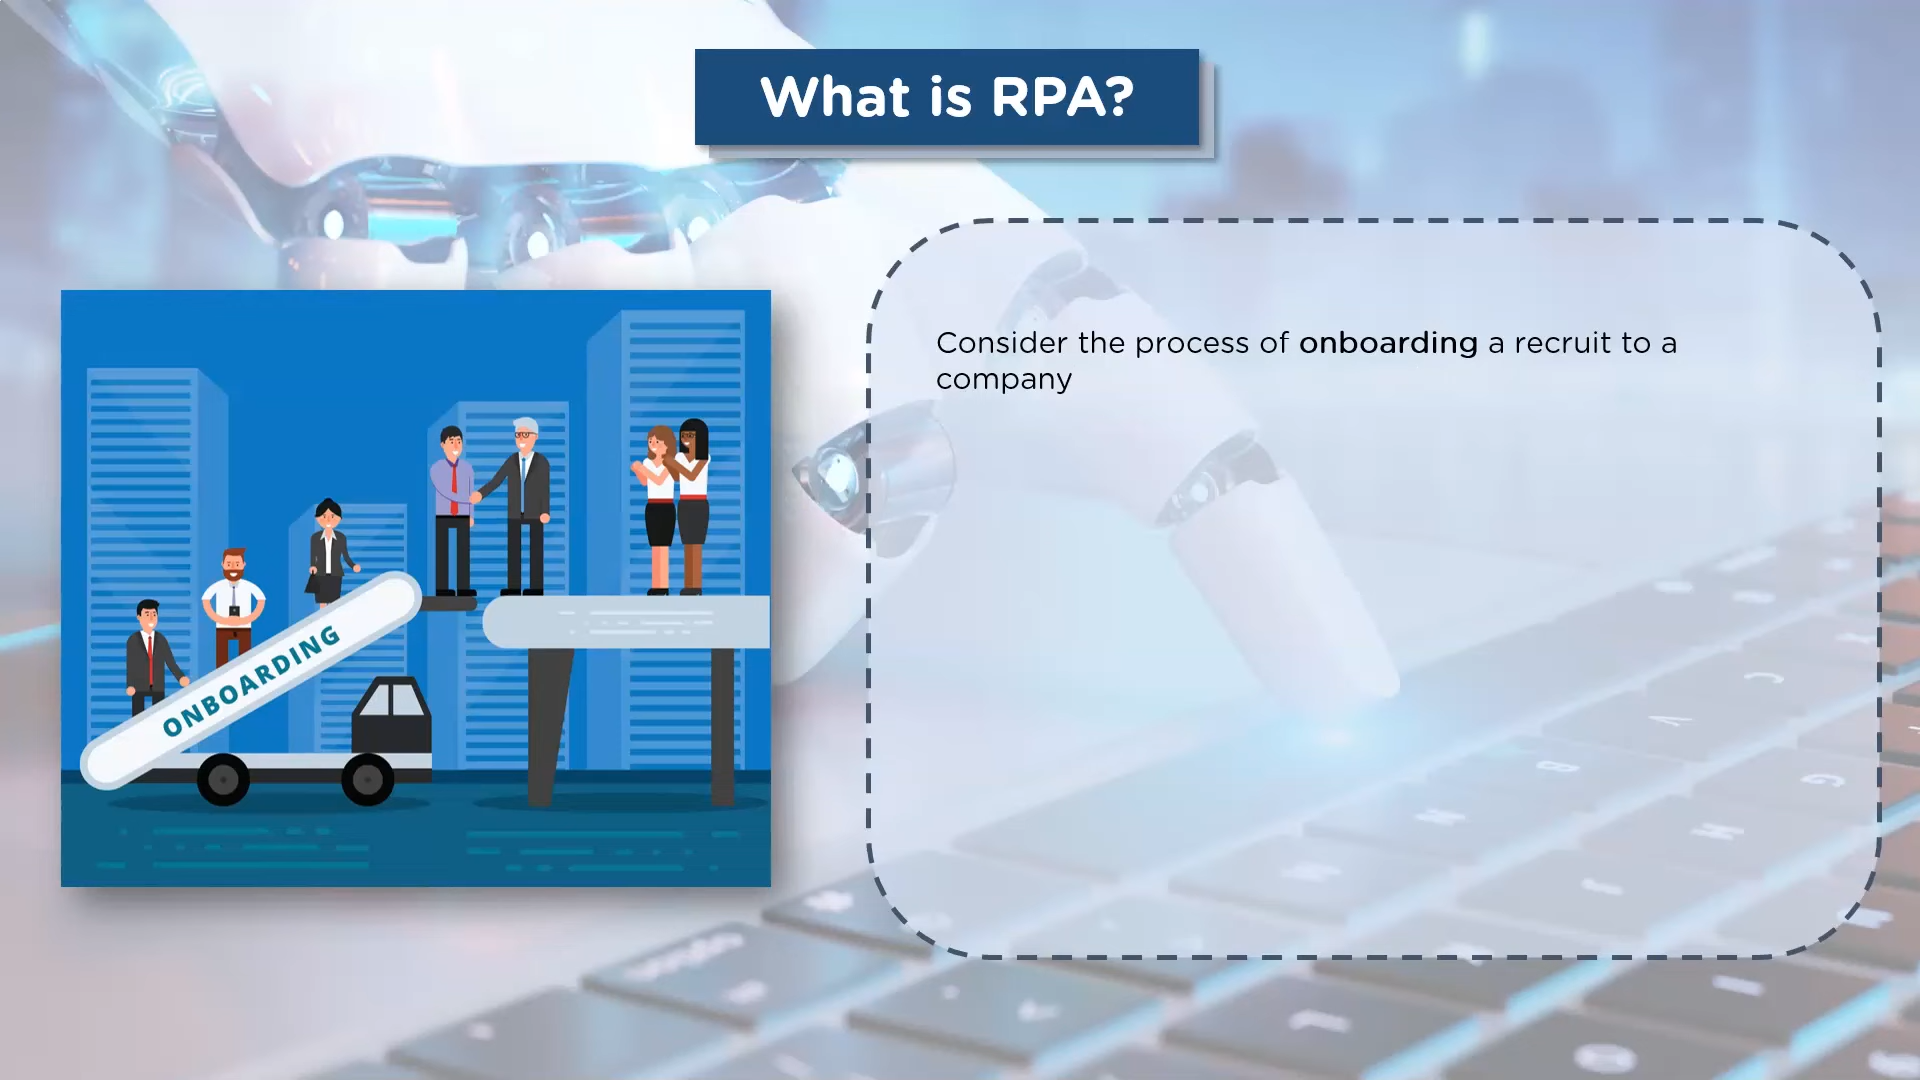 What is RPA?
Consider the process of onboarding a recruit to a
company
ONBOARDING